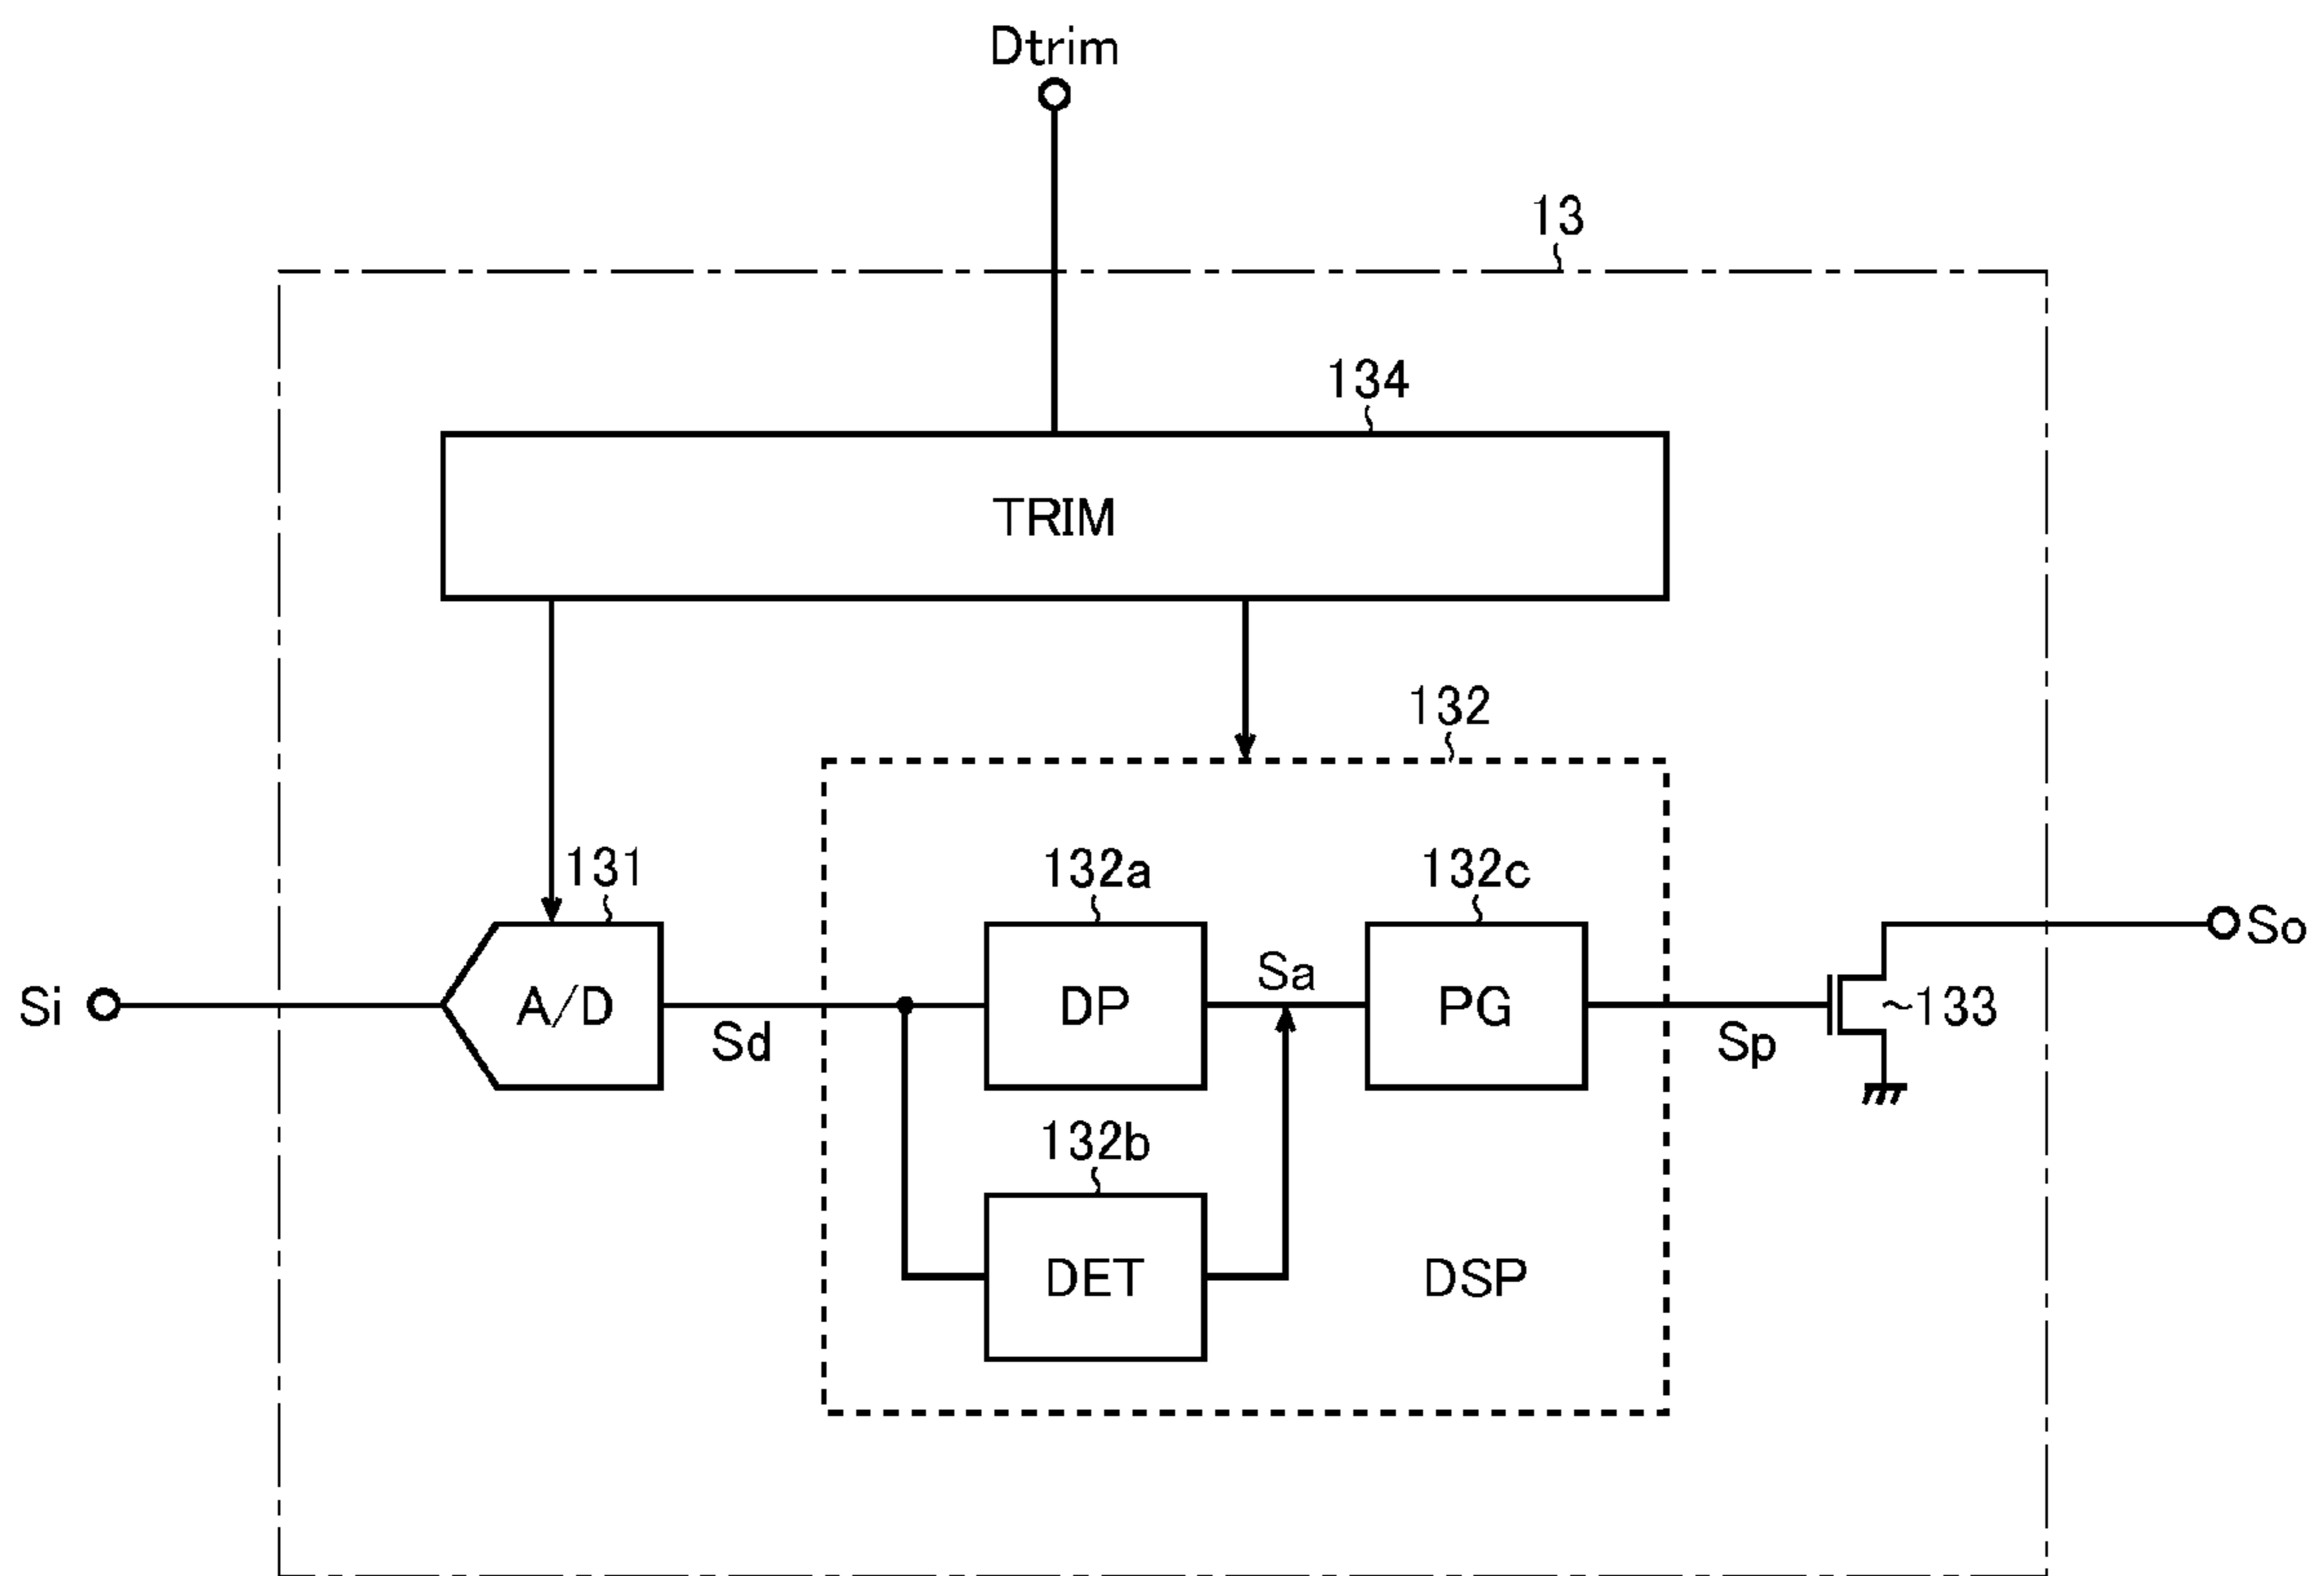 Dtrim
13
134
TRIM
132
131
132a
132c
So
Si
A/D
Sd
DP
Sa
PG
Sp
~133
132b
DET
DSP